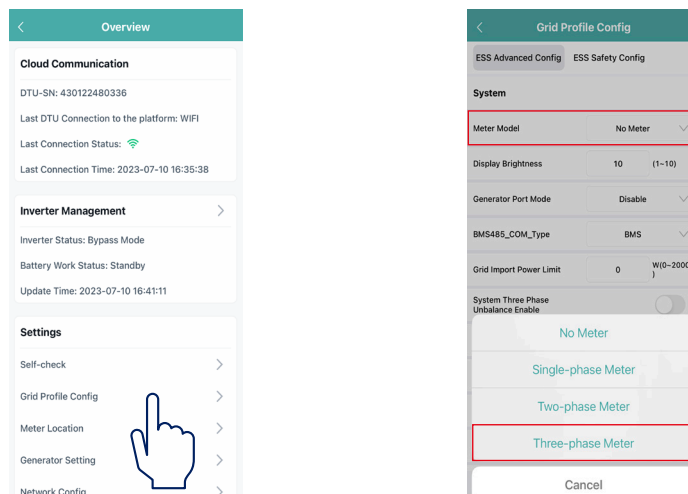 Overview
Cloud Communication
DTU-SN: 430122480336
Last DTU Connection to the platform: WIFI
Last Connection Status:
Last Connection Time: 2023-07-10 16:35:38
Inverter Management
Inverter Status: Bypass Mode
Battery Work Status: Standby
Update Time: 2023-07-10 16:41:11
Settings
Self-check
Grid Profile Config
Meter Location
Generator Setting
Network Config
Grid Profile Config
ESS Advanced Config ESS Safety Config
System
Meter Model No Meter
Display Brightness 10 (1~10)
Generator Port Mode Disable
BMS485_COM_Type BMS
Grid Import Power Limit 0 W(0~2000
)
System Three Phase
Unbalance Enable
No Meter
Single-phase Meter
Two-phase Meter
Three-phase Meter
Cancel